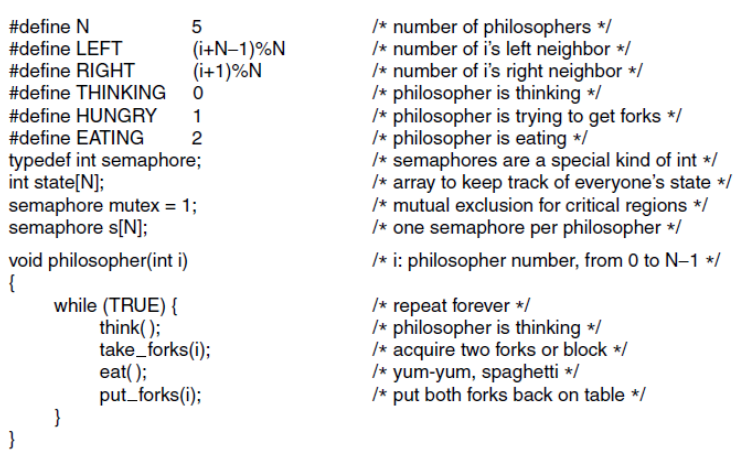 #define N 5 /* number of philosophers */
#define LEFT (i+N–1)%N /* number of i’s left neighbor */
#define RIGHT (i+1)%N /* number of i’s right neighbor */
#define THINKING 0 /* philosopher is thinking */
#define HUNGRY 1 /* philosopher is trying to get forks */
#define EATING 2 /* philosopher is eating */
typedef int semaphore; /* semaphores are a special kind of int */
int state[N]; /* array to keep track of everyone’s state */
semaphore mutex = 1; /* mutual exclusion for critical regions */
semaphore s[N]; /* one semaphore per philosopher */
void philosopher(int i) /* i: philosopher number, from 0 to N–1 */
{
while (TRUE) { /* repeat forever */
think( ); /* philosopher is thinking */
take_forks(i); /* acquire two forks or block */
eat( ); /* yum-yum, spaghetti */
put_forks(i); /* put both forks back on table */
}
}